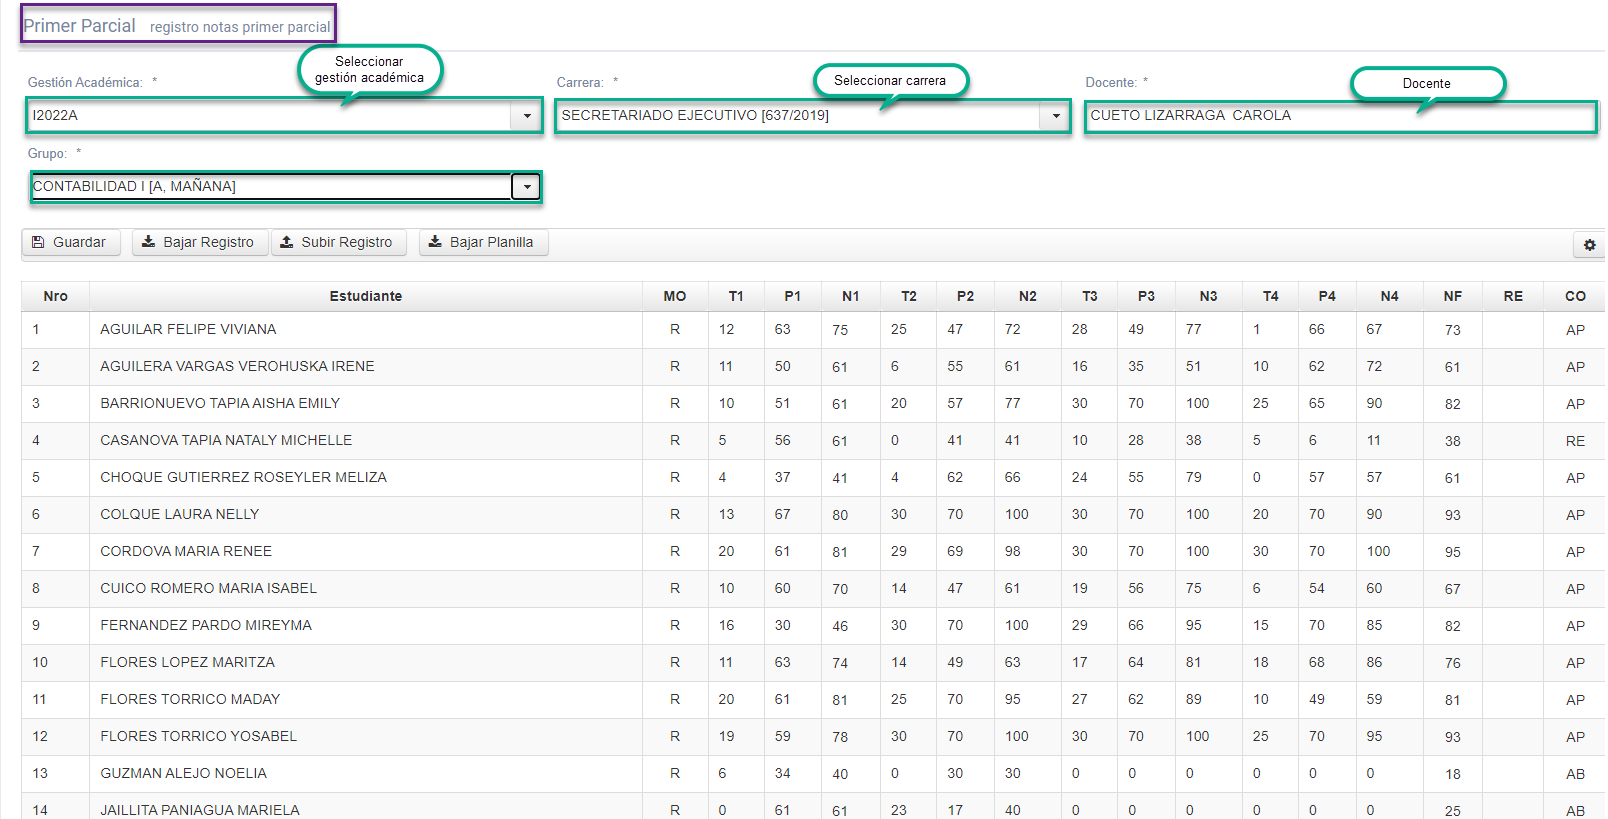 Primer Parcial registro notas primer parcial
Seleccionar
gestión académica
Gestión Académica: *
Carrera: *
Seleccionar carrera
Docente: *
Docente
I2022A
SECRETARIADO EJECUTIVO [637/2019]
CUETO LIZARRAGA CAROLA
Grupo: *
CONTABILIDAD I [A, MAÑANA]
Guardar Bajar Registro Subir Registro Bajar Planilla
Nro Estudiante MO T1 P1 N1 T2 P2 N2 T3 P3 N3 T4 P4 N4 NF RE CO
1 AGUILAR FELIPE VIVIANA R 12 63 75 25 47 72 28 49 77 1 66 67 73 AP
2 AGUILERA VARGAS VEROHUSKA IRENE R 11 50 61 6 55 61 16 35 51 10 62 72 61 AP
3 BARRIONUEVO TAPIA AISHA EMILY R 10 51 61 20 57 77 30 70 100 25 65 90 82 AP
4 CASANOVA TAPIA NATALY MICHELLE R 5 56 61 0 41 41 10 28 38 5 6 11 38 RE
5 CHOQUE GUTIERREZ ROSEYLER MELIZA R 4 37 41 4 62 66 24 55 79 0 57 57 61 AP
6 COLQUE LAURA NELLY R 13 67 80 30 70 100 30 70 100 20 70 90 93 AP
7 CORDOVA MARIA RENEE R 20 61 81 29 69 98 30 70 100 30 70 100 95 AP
8 CUICO ROMERO MARIA ISABEL R 10 60 70 14 47 61 19 56 75 6 54 60 67 AP
9 FERNANDEZ PARDO MIREYMA R 16 30 46 30 70 100 29 66 95 15 70 85 82 AP
10 FLORES LOPEZ MARITZA R 11 63 74 14 49 63 17 64 81 18 68 86 76 AP
11 FLORES TORRICO MADAY R 20 61 81 25 70 95 27 62 89 10 49 59 81 AP
12 FLORES TORRICO YOSABEL R 19 59 78 30 70 100 30 70 100 25 70 95 93 AP
13 GUZMAN ALEJO NOELIA R 6 34 40 0 30 30 0 0 0 0 0 0 18 AB
14 JAILLITA PANIAGUA MARIELA R 0 61 61 23 17 40 0 0 0 0 0 0 25 AB